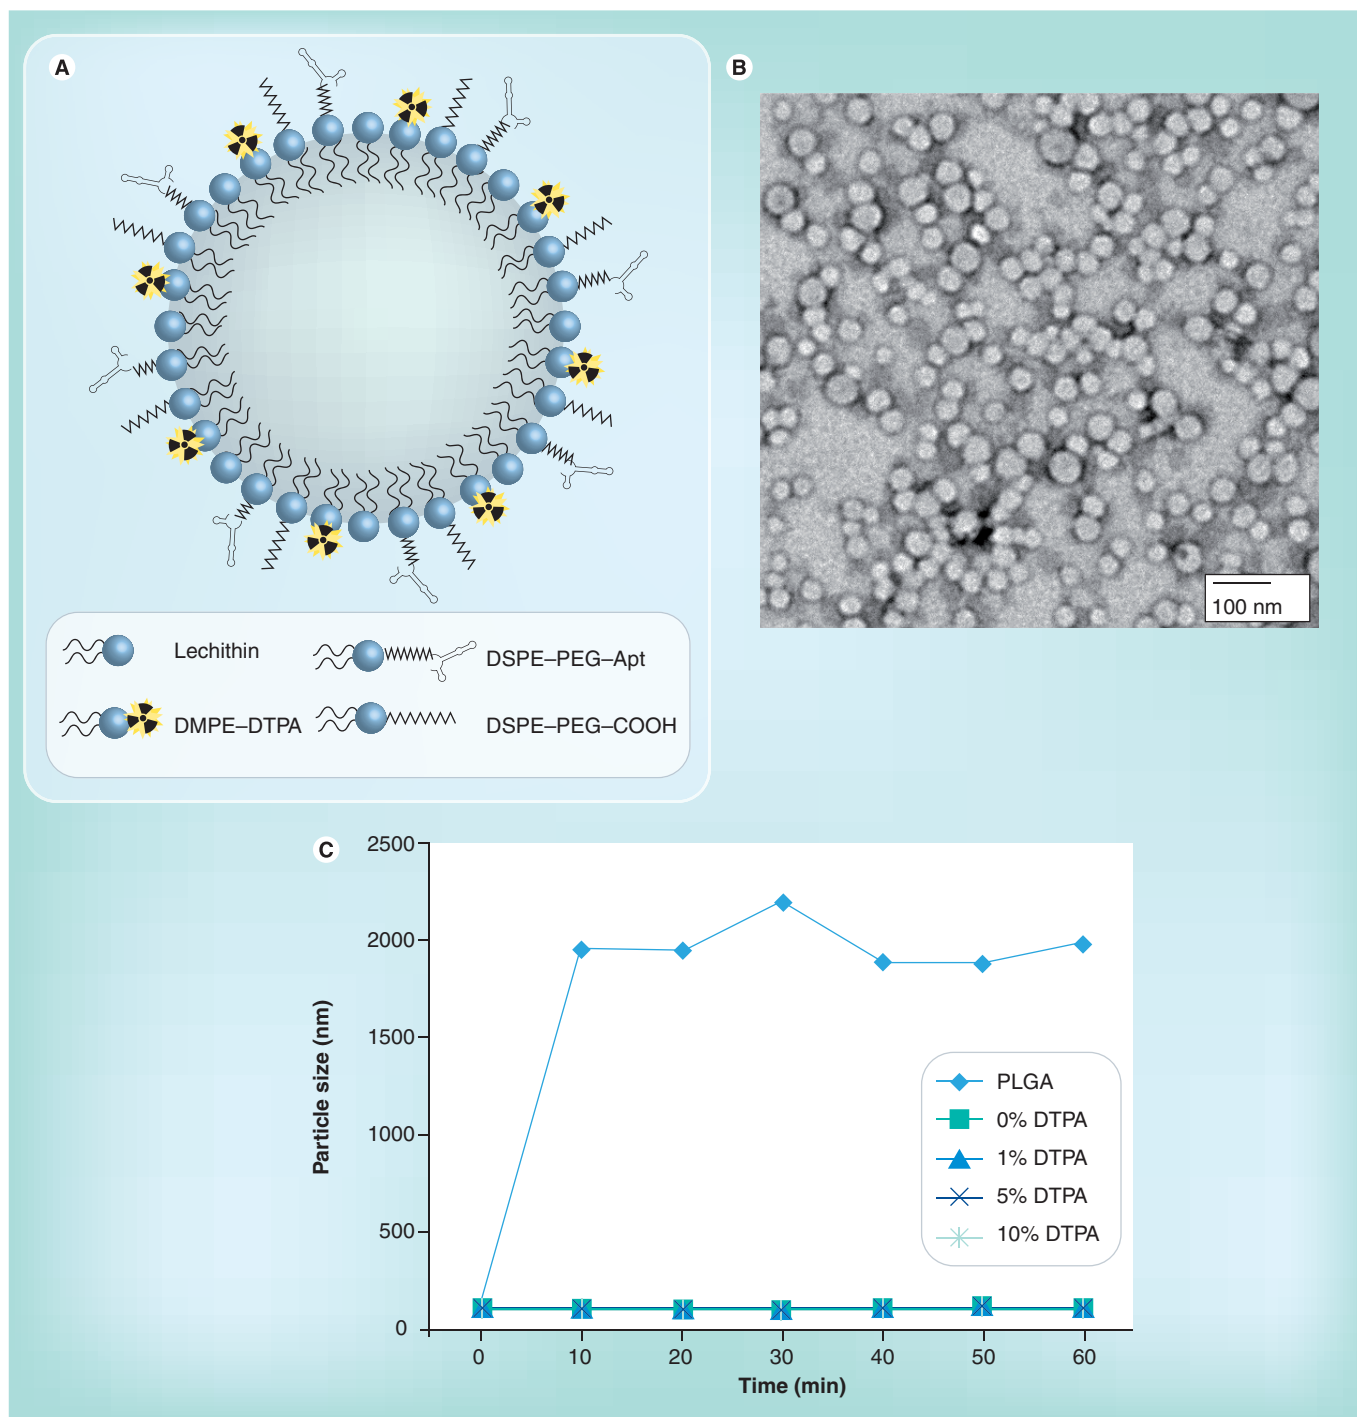 A
Lechithin
DSPE–PEG–Apt
DMPE–DTPA
DSPE–PEG–COOH
B
100 nm
C
2500
2000
1500
1000
500
0
Particle size (nm)
0 10 20 30 40 50 60
Time (min)
PLGA
0% DTPA
1% DTPA
5% DTPA
10% DTPA